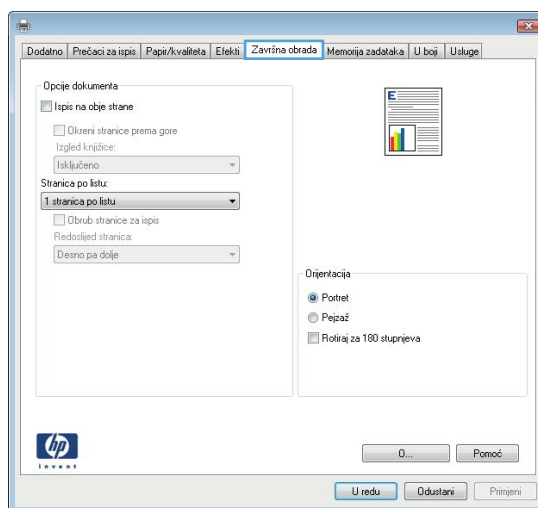 Dodatno Prečaci za ispis Papir/kvaliteta Efekti Završna obrada Memorija zadataka U boji Usluge
Opcije dokumenta
Ispis na obje strane
Okreni stranice prema gore
Izgled knjižice:
Isključeno
Stranica po listu:
1 stranica po listu
Obrub stranice za ispis
Redoslijed stranica:
Desno pa dolje
E
Orijentacija
Portret
Pejzaž
Rotiraj za 180 stupnjeva
hp
invent
O... Pomoć
U redu Odustani Primijeni